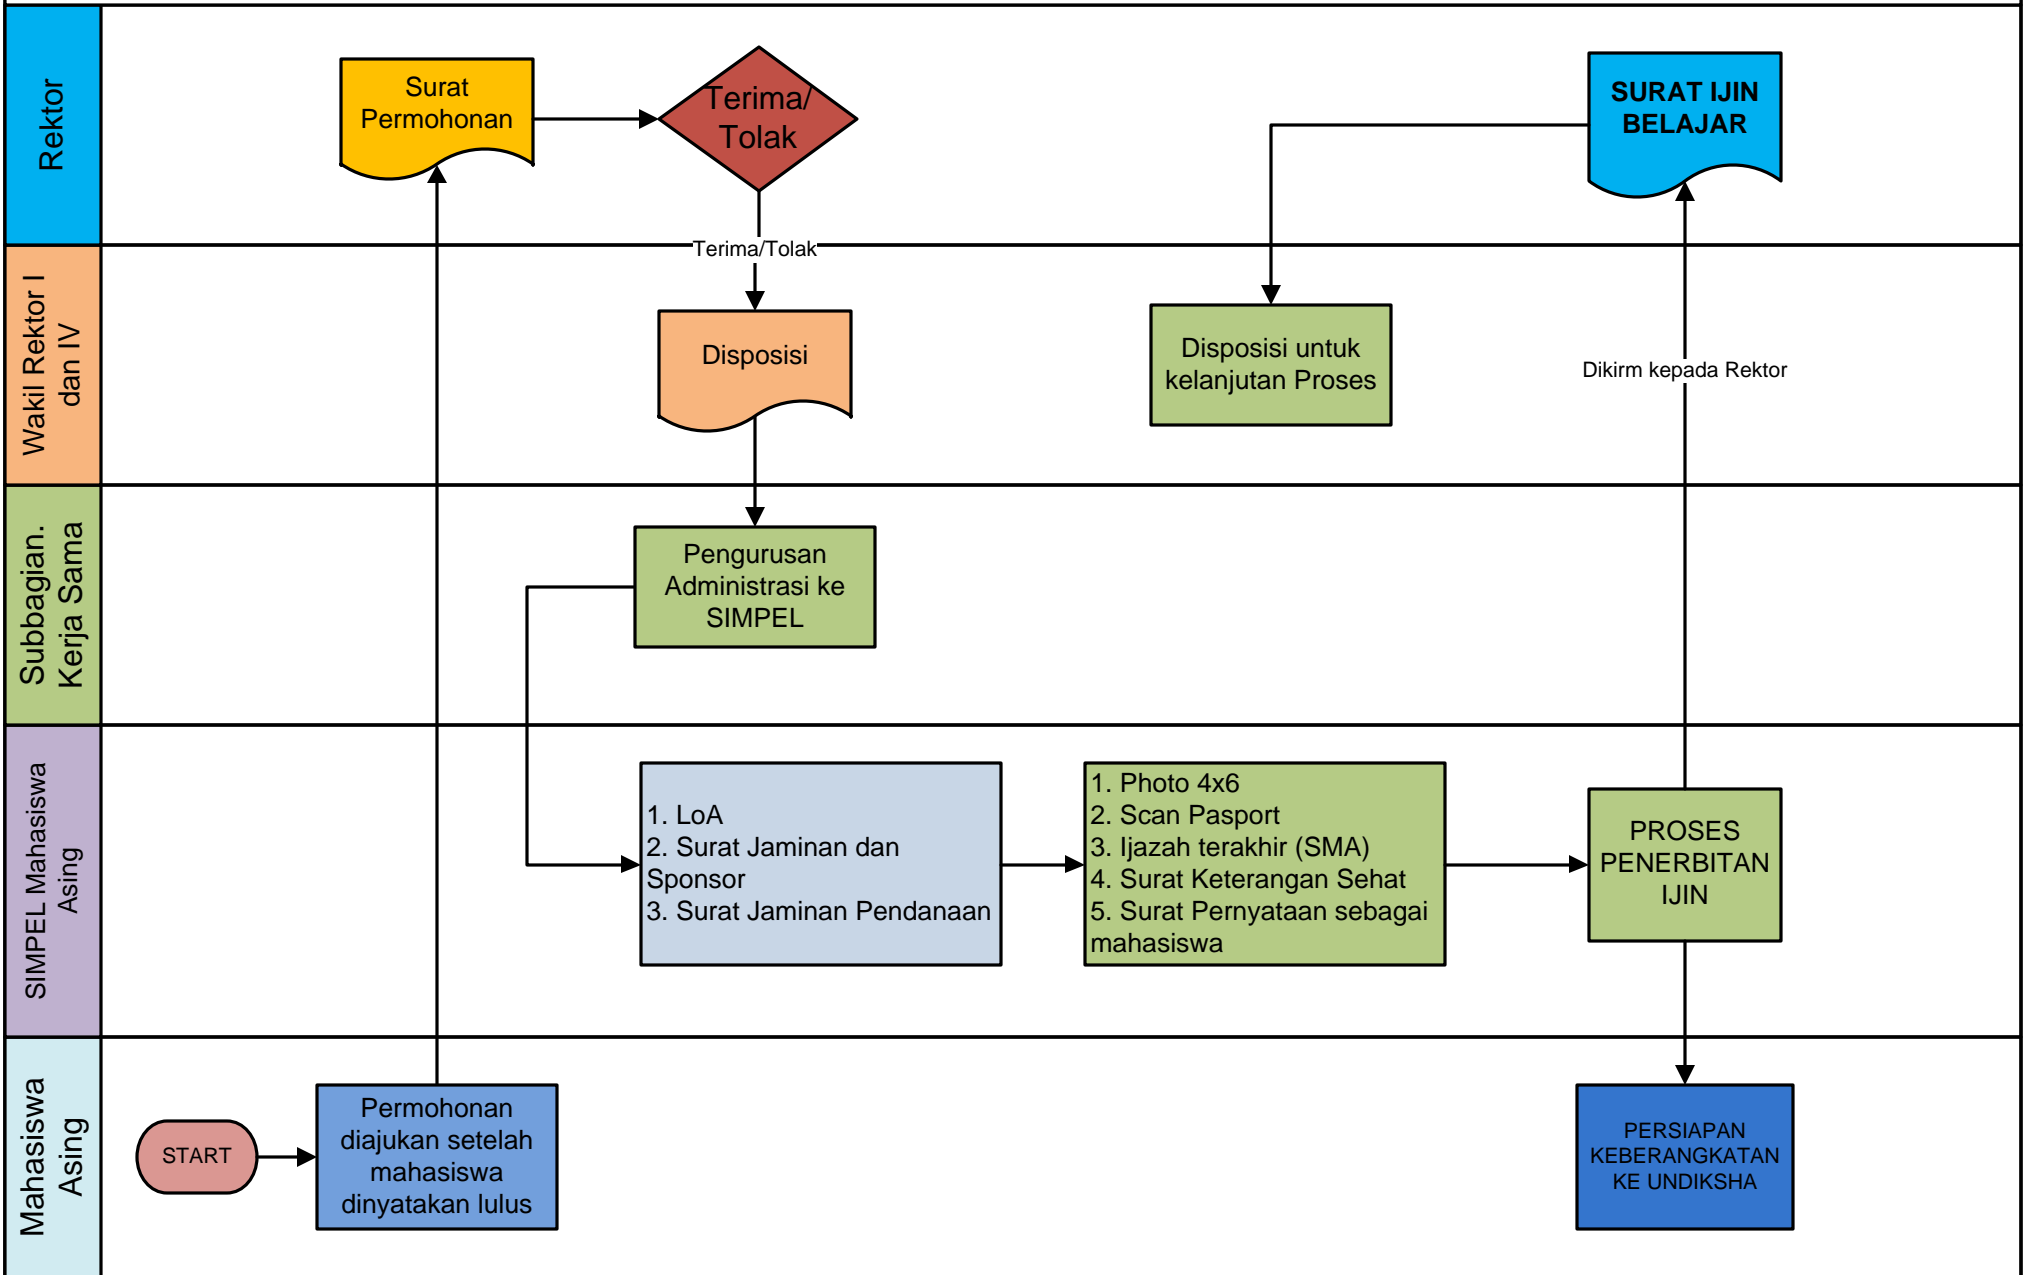 Rektor
Surat
Permohonan
Terima/
Tolak
SURAT IJIN
BELAJAR
Terima/Tolak
Wakil Rektor I
dan IV
Disposisi
Disposisi untuk
kelanjutan Proses
Dikirm kepada Rektor
Subbagian.
Kerja Sama
Pengurusan
Administrasi ke
SIMPEL
SIMPEL Mahasiswa
Asing
1. LoA
2. Surat Jaminan dan
Sponsor
3. Surat Jaminan Pendanaan
1. Photo 4x6
2. Scan Pasport
3. Ijazah terakhir (SMA)
4. Surat Keterangan Sehat
5. Surat Pernyataan sebagai
mahasiswa
PROSES
PENERBITAN
IJIN
Mahasiswa
Asing
START
Permohonan
diajukan setelah
mahasiswa
dinyatakan lulus
PERSIAPAN
KEBERANGKATAN
KE UNDIKSHA